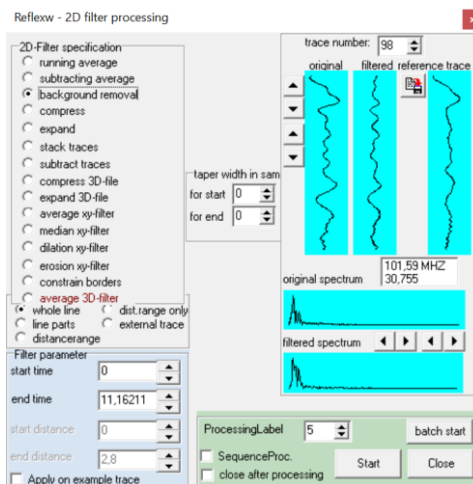 Reflexw - 2D filter processing
2D-Filter specification
running average
subtracting average
background removal
compress
expand
stack traces
subtract traces
compress 3D-file
expand 3D-file
average xy-filter
median xy-filter
dilation xy-filter
erosion xy-filter
constrain borders
average 3D-filter
whole line
dist.range only
line parts
external trace
distancerange
Filter parameter
start time 0
end time 11,16211
start distance 0
end distance 2,8
Apply on example trace
taper width in sam
for start 0
for end 0
trace number: 98
original filtered reference trace
101,59 MHZ
original spectrum 30,755
filtered spectrum
ProcessingLabel 5 batch start
SequenceProc.
close after processing
Start Close